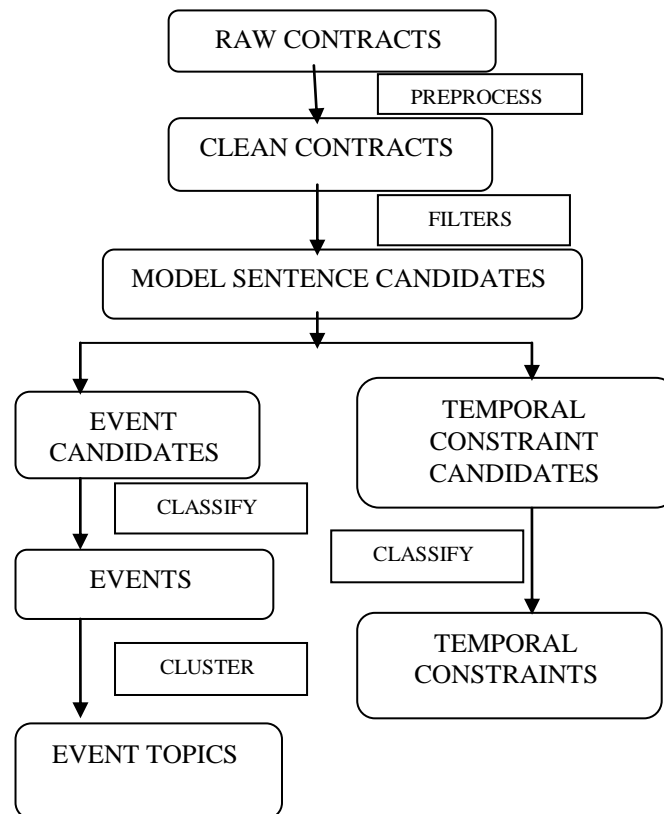 RAW CONTRACTS
PREPROCESS
CLEAN CONTRACTS
FILTERS
MODEL SENTENCE CANDIDATES
EVENT
CANDIDATES
TEMPORAL
CONSTRAINT
CANDIDATES
CLASSIFY
CLASSIFY
EVENTS
TEMPORAL
CONSTRAINTS
CLUSTER
EVENT TOPICS